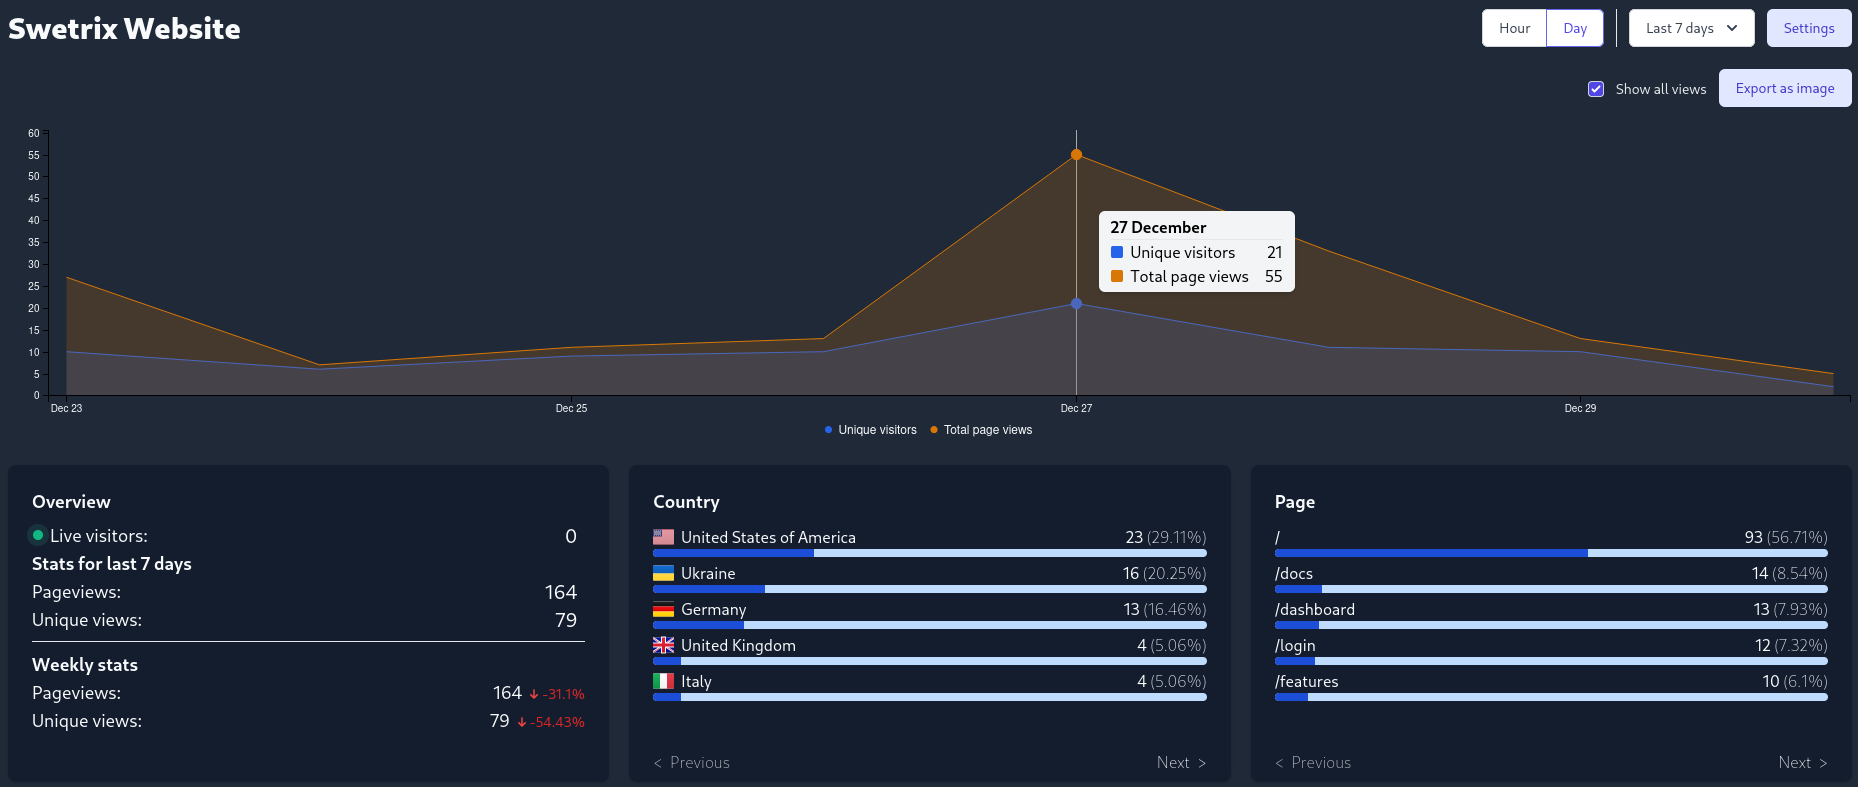 Swetrix Website
Hour Day Last 7 days Settings
Show all views Export as image
60
55
50
45
40
35
30
25
20
15
10
5
0
27 December
Unique visitors 21
Total page views 55
Dec 23 Dec 25 Dec 27 Dec 29
Unique visitors Total page views
Overview
Live visitors: 0
Stats for last 7 days
Pageviews: 164
Unique views: 79
Weekly stats
Pageviews: 164 ↓ -31.1%
Unique views: 79 ↓ -54.43%
Country
United States of America 23 (29.11%)
Ukraine 16 (20.25%)
Germany 13 (16.46%)
United Kingdom 4 (5.06%)
Italy 4 (5.06%)
< Previous Next >
Page
/ 93 (56.71%)
/docs 14 (8.54%)
/dashboard 13 (7.93%)
/login 12 (7.32%)
/features 10 (6.1%)
< Previous Next >